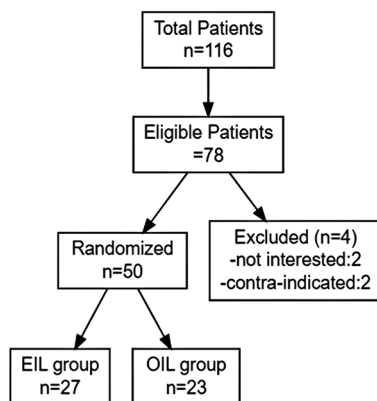 Total Patients
n=116
Eligible Patients
=78
Randomized
n=50
Excluded (n=4)
-not interested:2
-contra-indicated:2
EIL group
n=27
OIL group
n=23